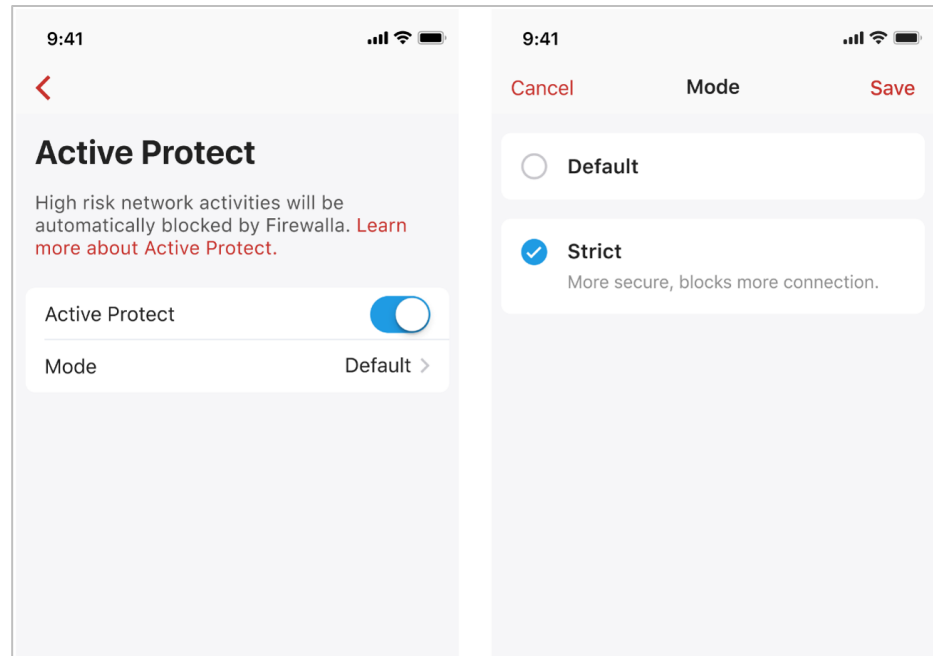 9:41
Active Protect
High risk network activities will be
automatically blocked by Firewalla. Learn
more about Active Protect.
Active Protect
Mode Default
9:41
Cancel Mode Save
Default
Strict
More secure, blocks more connection.